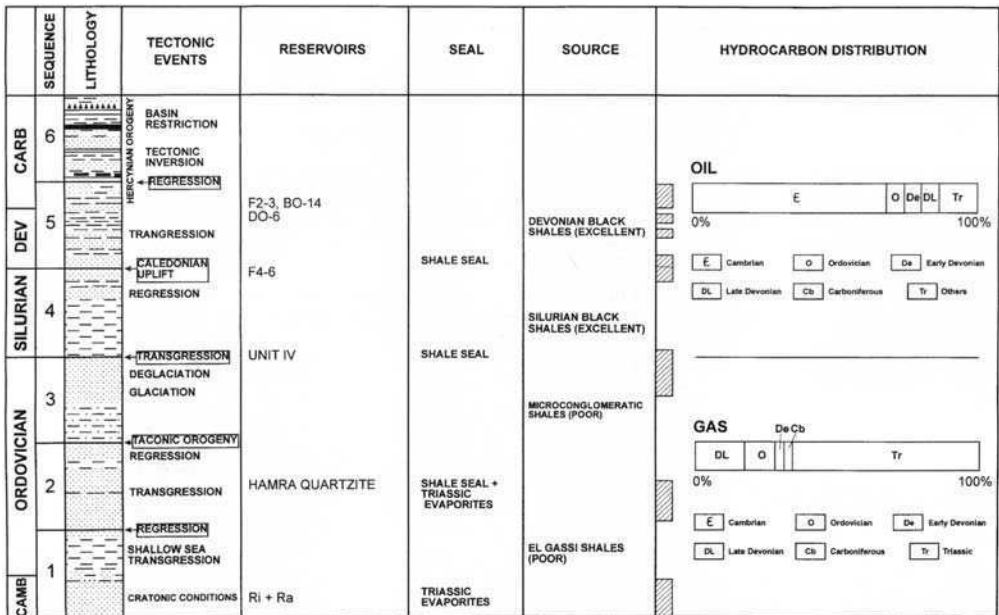 SEQUENCE
LITHOLOGY
TECTONIC
EVENTS
RESERVOIRS
SEAL
SOURCE
HYDROCARBON DISTRIBUTION
CARB
DEV
SILURIAN
ORDOVICIAN
CAMB
6
5
4
3
2
1
HERCYNIAN OROGENY
BASIN
RESTRICTION
TECTONIC
INVERSION
REGRESSION
TRANGRESSION
CALEDONIAN
UPLIFT
REGRESSION
TRANSGRESSION
DEGLACIATION
GLACIATION
TACONIC OROGENY
REGRESSION
TRANSGRESSION
REGRESSION
SHALLOW SEA
TRANSGRESSION
CRATONIC CONDITIONS
F2-3, BO-14
DO-6
F4-6
UNIT IV
HAMRA QUARTZITE
Ri + Ra
SHALE SEAL
SHALE SEAL
SHALE SEAL +
TRIASSIC
EVAPORITES
TRIASSIC
EVAPORITES
DEVONIAN BLACK
SHALES (EXCELLENT)
SILURIAN BLACK
SHALES (EXCELLENT)
MICROCONGLOMERATIC
SHALES (POOR)
EL GASSI SHALES
(POOR)
OIL
Ɛ O De DL Tr
0% 100%
Ɛ Cambrian O Ordovician De Early Devonian
DL Late Devonian Cb Carboniferous Tr Others
GAS
De Cb
DL O Tr
0% 100%
Ɛ Cambrian O Ordovician De Early Devonian
DL Late Devonian Cb Carboniferous Tr Triassic